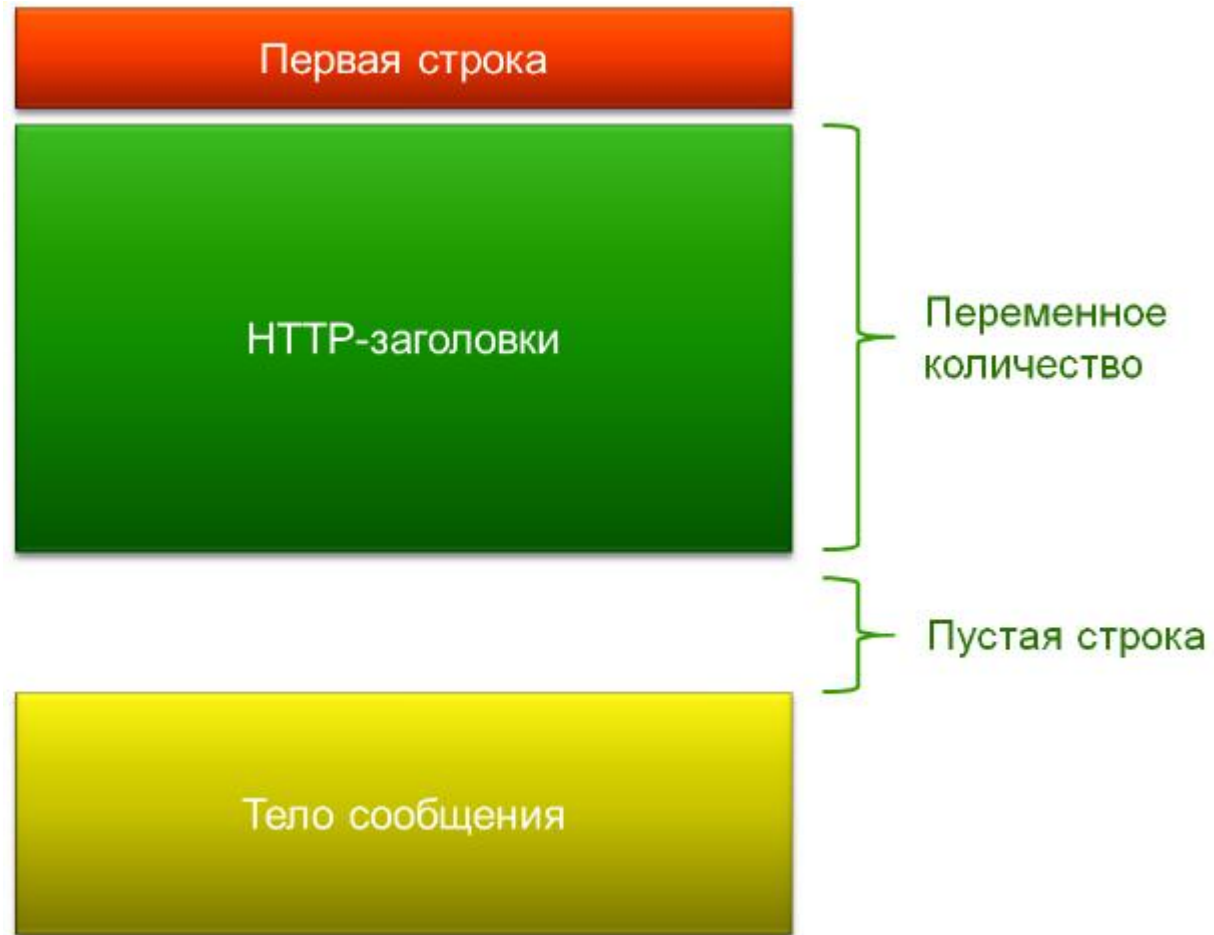 Первая строка
HTTP-заголовки
Переменное
количество
Пустая строка
Тело сообщения